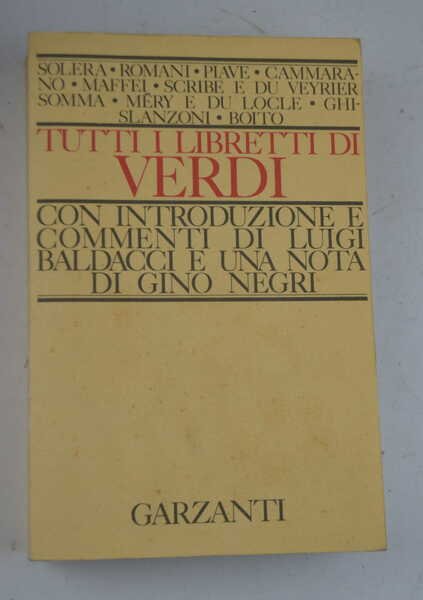 SOLERA • ROMANI • PIAVE • CAMMARA-
NO • MAFFEI • SCRIBE E DU VEYRIER
SOMMA • MÉRY E DU LOCLE • GHI-
SLANZONI • BOITO
TUTTI I LIBRETTI DI
VERDI
CON INTRODUZIONE E
COMMENTI DI LUIGI
BALDACCI E UNA NOTA
DI GINO NEGRI
GARZANTI